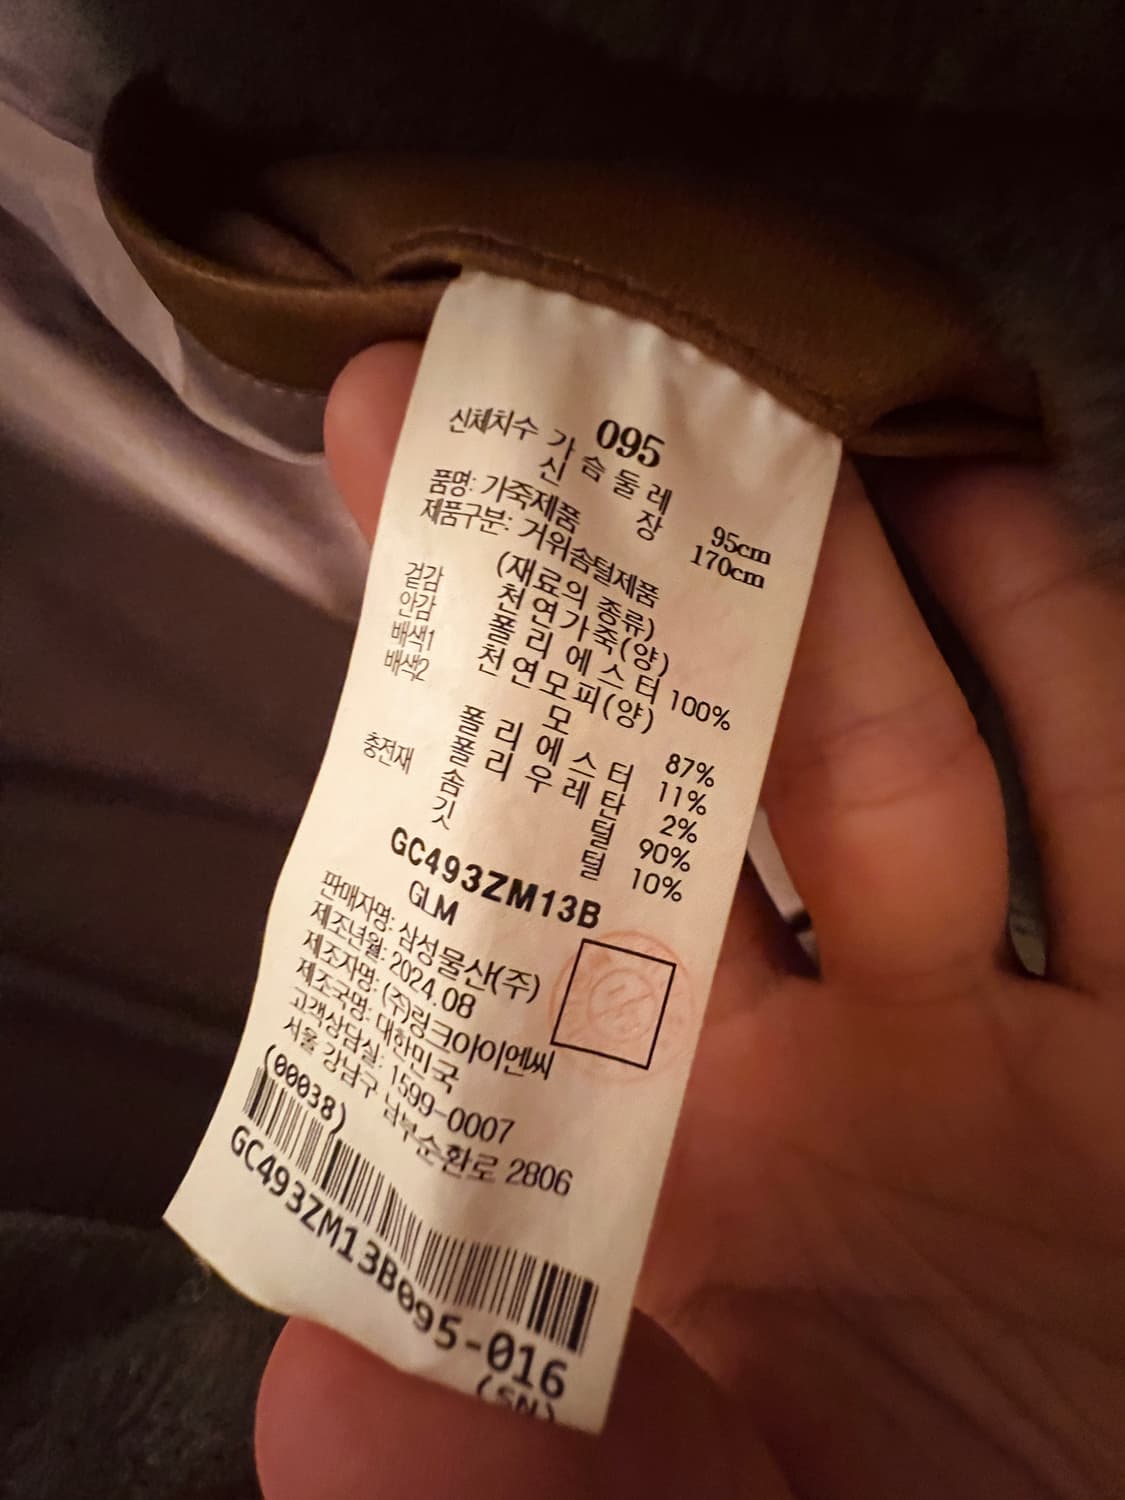 095
신체치수 가슴둘레 95cm
신장 170cm
품명: 가죽제품
제품구분: 거위솜털제품
(재료의 종류)
겉감 천연가죽(양)
안감 폴리에스터 100%
배색1 천연모피(양)
배색2 모 87%
폴리에스터 11%
폴리우레탄 2%
충전재 솜털 90%
깃털 10%
GC493ZM13B
GLM
판매자명: 삼성물산(주)
제조년월: 2024.08
제조자명: (주)링크아이엔씨
제조국명: 대한민국
고객상담실: 1599-0007
서울 강남구 남부순환로 2806
(00038)
GC493ZM13B095-016
(SN)